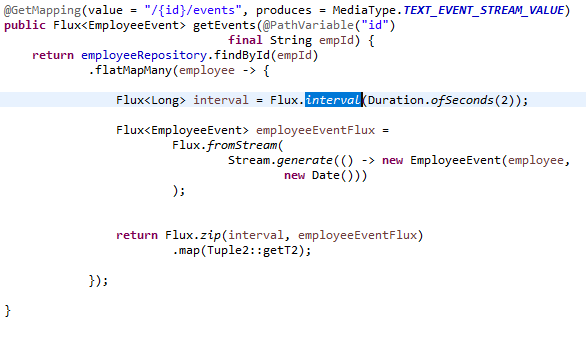 @GetMapping(value = "/{id}/events", produces = MediaType.TEXT_EVENT_STREAM_VALUE)
public Flux<EmployeeEvent> getEvents(@PathVariable("id")
final String empId) {
return employeeRepository.findById(empId)
.flatMapMany(employee -> {
Flux<Long> interval = Flux.interval(Duration.ofSeconds(2));
Flux<EmployeeEvent> employeeEventFlux =
Flux.fromStream(
Stream.generate(() -> new EmployeeEvent(employee,
new Date()))
);
return Flux.zip(interval, employeeEventFlux)
.map(Tuple2::getT2);
});
}